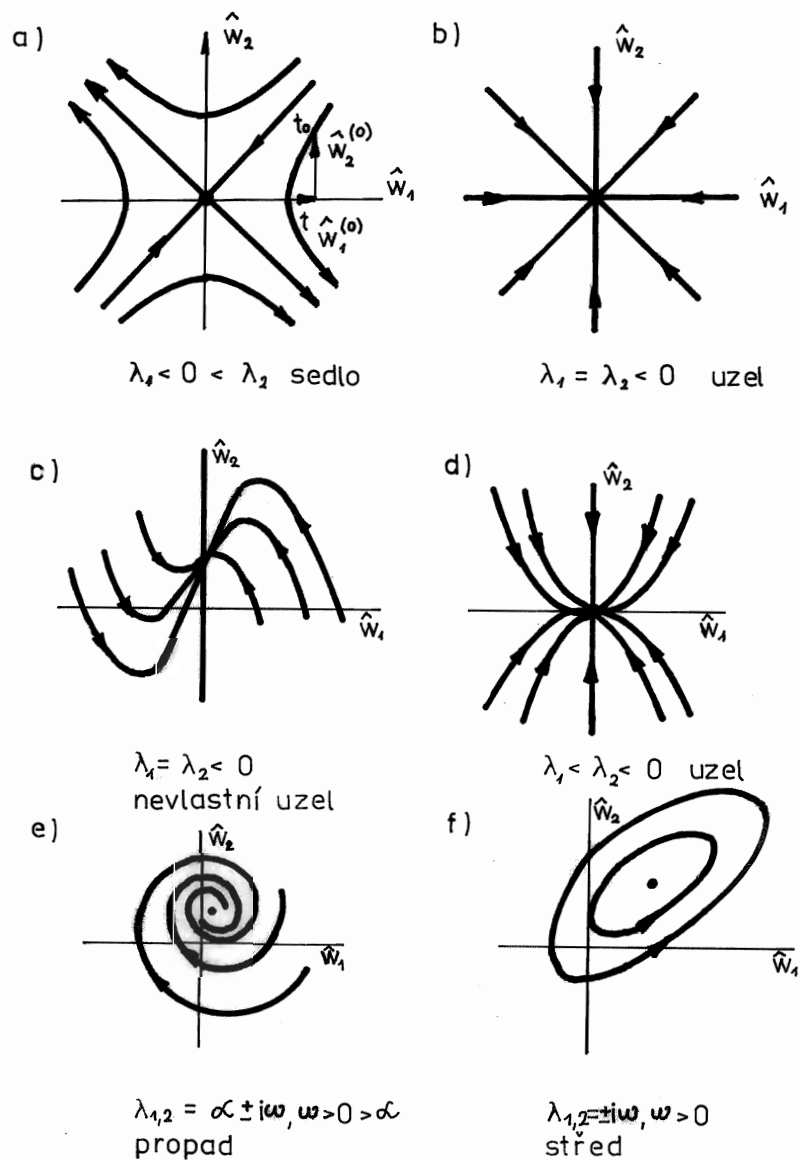 a)
ŵ₂
t₀
ŵ₂⁽⁰⁾
ŵ₁
t
ŵ₁⁽⁰⁾
λ₁ < 0 < λ₂ sedlo
b)
ŵ₂
ŵ₁
λ₁ = λ₂ < 0 uzel
c)
ŵ₂
ŵ₁
λ₁ = λ₂ < 0
nevlastní uzel
d)
ŵ₂
ŵ₁
λ₁ < λ₂ < 0 uzel
e)
ŵ₂
ŵ₁
λ₁,₂ = α ± iω, ω > 0 > α
propad
f)
ŵ₂
ŵ₁
λ₁,₂ = ±iω, ω > 0
střed